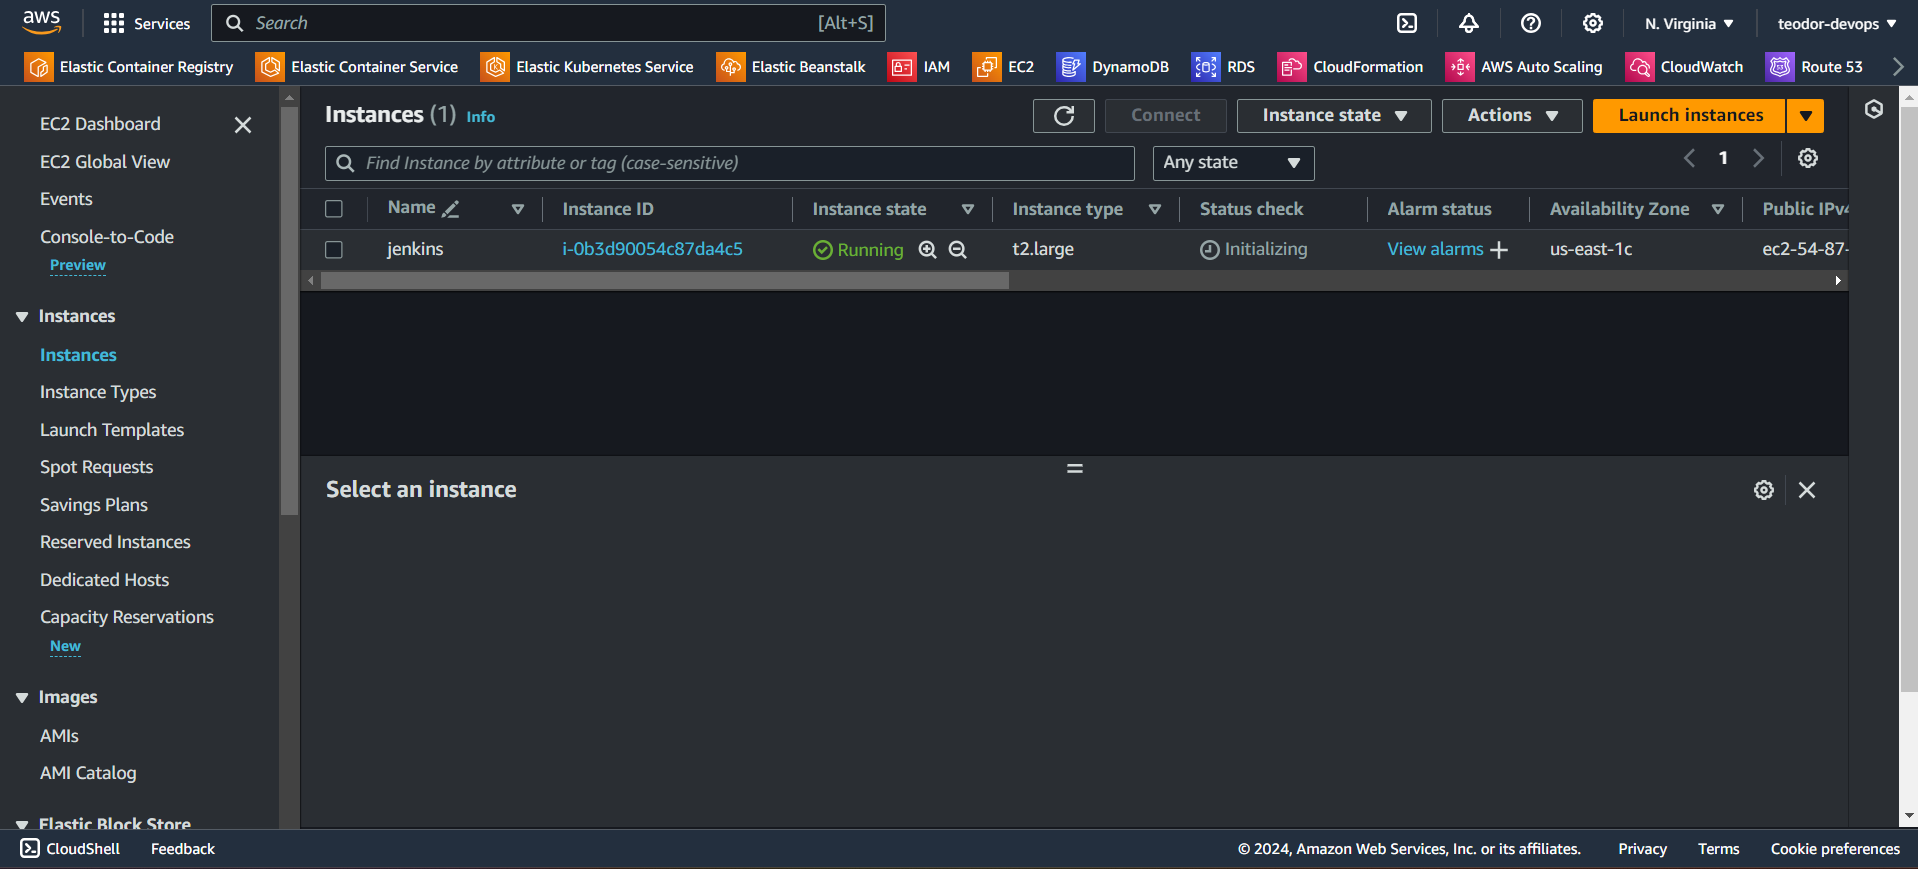 aws Services Search [Alt+S] N. Virginia teodor-devops
Elastic Container Registry Elastic Container Service Elastic Kubernetes Service Elastic Beanstalk IAM EC2 DynamoDB RDS CloudFormation AWS Auto Scaling CloudWatch Route 53
EC2 Dashboard
EC2 Global View
Events
Console-to-Code
Preview
Instances
Instances
Instance Types
Launch Templates
Spot Requests
Savings Plans
Reserved Instances
Dedicated Hosts
Capacity Reservations
New
Images
AMIs
AMI Catalog
Elastic Block Store
Instances (1) Info Connect Instance state Actions Launch instances
Find Instance by attribute or tag (case-sensitive) Any state 1
Name Instance ID Instance state Instance type Status check Alarm status Availability Zone Public IPv4
jenkins i-0b3d90054c87da4c5 Running t2.large Initializing View alarms us-east-1c ec2-54-87-
Select an instance
CloudShell Feedback © 2024, Amazon Web Services, Inc. or its affiliates. Privacy Terms Cookie preferences